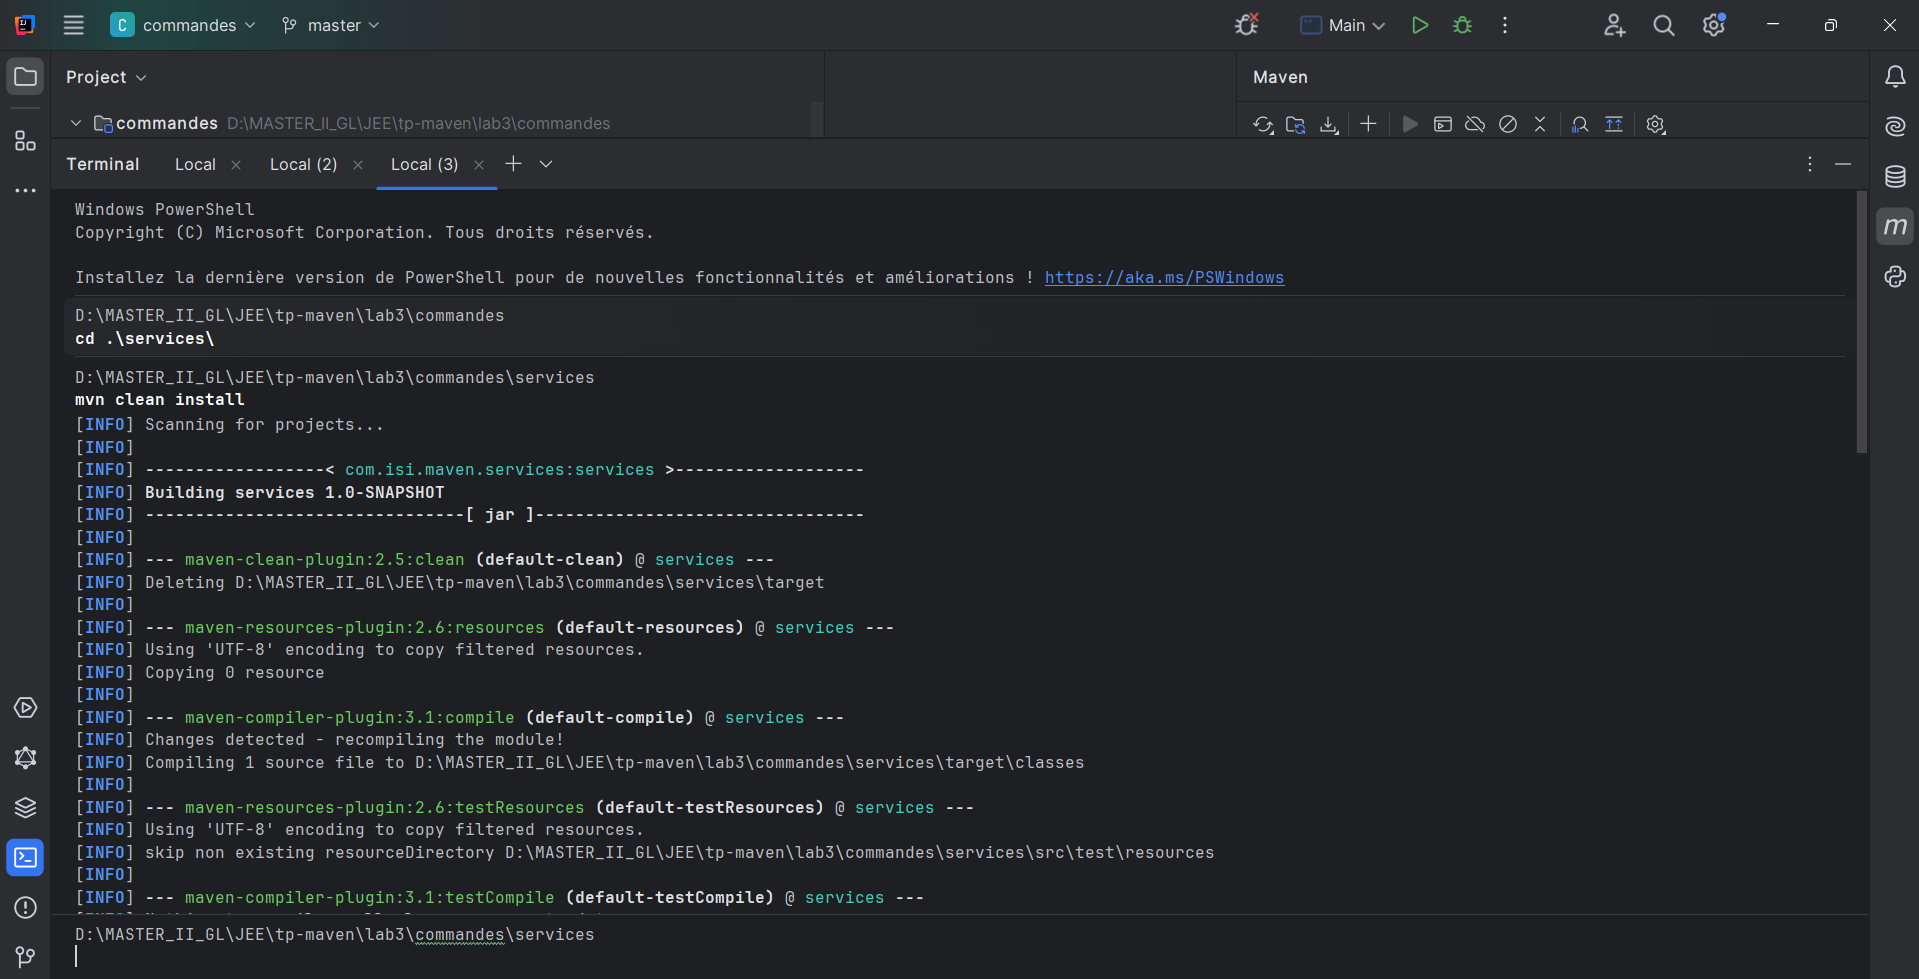 C commandes master Main
Project
Maven
commandes D:\MASTER_II_GL\JEE\tp-maven\lab3\commandes
Terminal Local Local (2) Local (3)
Windows PowerShell
Copyright (C) Microsoft Corporation. Tous droits réservés.
Installez la dernière version de PowerShell pour de nouvelles fonctionnalités et améliorations ! https://aka.ms/PSWindows
D:\MASTER_II_GL\JEE\tp-maven\lab3\commandes
cd .\services\
D:\MASTER_II_GL\JEE\tp-maven\lab3\commandes\services
mvn clean install
[INFO] Scanning for projects...
[INFO]
[INFO] ------------------< com.isi.maven.services:services >-------------------
[INFO] Building services 1.0-SNAPSHOT
[INFO] --------------------------------[ jar ]---------------------------------
[INFO]
[INFO] --- maven-clean-plugin:2.5:clean (default-clean) @ services ---
[INFO] Deleting D:\MASTER_II_GL\JEE\tp-maven\lab3\commandes\services\target
[INFO]
[INFO] --- maven-resources-plugin:2.6:resources (default-resources) @ services ---
[INFO] Using 'UTF-8' encoding to copy filtered resources.
[INFO] Copying 0 resource
[INFO]
[INFO] --- maven-compiler-plugin:3.1:compile (default-compile) @ services ---
[INFO] Changes detected - recompiling the module!
[INFO] Compiling 1 source file to D:\MASTER_II_GL\JEE\tp-maven\lab3\commandes\services\target\classes
[INFO]
[INFO] --- maven-resources-plugin:2.6:testResources (default-testResources) @ services ---
[INFO] Using 'UTF-8' encoding to copy filtered resources.
[INFO] skip non existing resourceDirectory D:\MASTER_II_GL\JEE\tp-maven\lab3\commandes\services\src\test\resources
[INFO]
[INFO] --- maven-compiler-plugin:3.1:testCompile (default-testCompile) @ services ---
D:\MASTER_II_GL\JEE\tp-maven\lab3\commandes\services